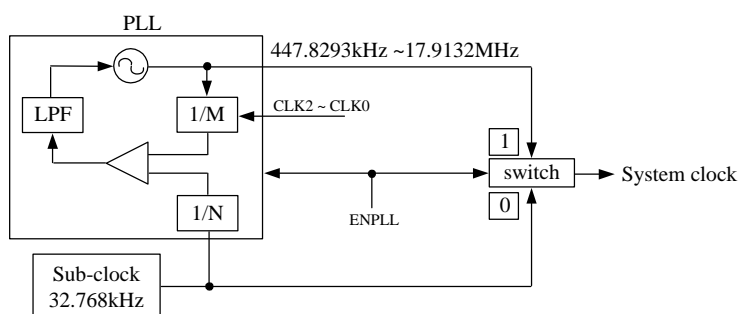 PLL
447.8293kHz ~17.9132MHz
LPF
1/M
CLK2 ~ CLK0
1
switch
System clock
0
1/N
ENPLL
Sub-clock
32.768kHz